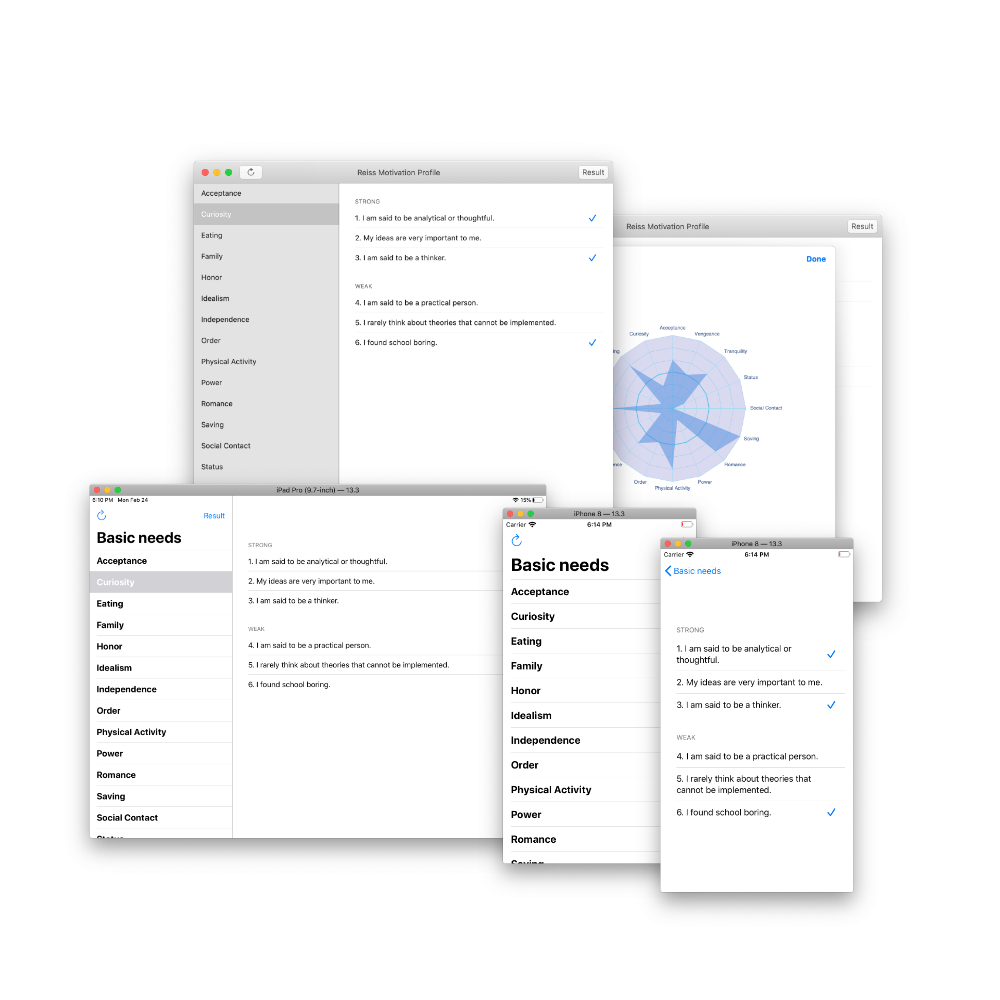 Reiss Motivation Profile
Result
Acceptance
Curiosity
Eating
Family
Honor
Idealism
Independence
Order
Physical Activity
Power
Romance
Saving
Social Contact
Status
STRONG
1. I am said to be analytical or thoughtful.
2. My ideas are very important to me.
3. I am said to be a thinker.
WEAK
4. I am said to be a practical person.
5. I rarely think about theories that cannot be implemented.
6. I found school boring.
Reiss Motivation Profile
Result
Done
Acceptance
Vengeance
Tranquility
Status
Social Contact
Saving
Romance
Power
Physical Activity
Order
Curiosity
iPad Pro (9.7-inch) — 13.3
6:10 PM Mon Feb 24
15%
Result
Basic needs
Acceptance
Curiosity
Eating
Family
Honor
Idealism
Independence
Order
Physical Activity
Power
Romance
Saving
Social Contact
Status
STRONG
1. I am said to be analytical or thoughtful.
2. My ideas are very important to me.
3. I am said to be a thinker.
WEAK
4. I am said to be a practical person.
5. I rarely think about theories that cannot be implemented.
6. I found school boring.
iPhone 8 — 13.3
Carrier 6:14 PM
Basic needs
Acceptance
Curiosity
Eating
Family
Honor
Idealism
Independence
Order
Physical Activity
Power
Romance
Saving
iPhone 8 — 13.3
Carrier 6:14 PM
Basic needs
STRONG
1. I am said to be analytical or
thoughtful.
2. My ideas are very important to me.
3. I am said to be a thinker.
WEAK
4. I am said to be a practical person.
5. I rarely think about theories that
cannot be implemented.
6. I found school boring.